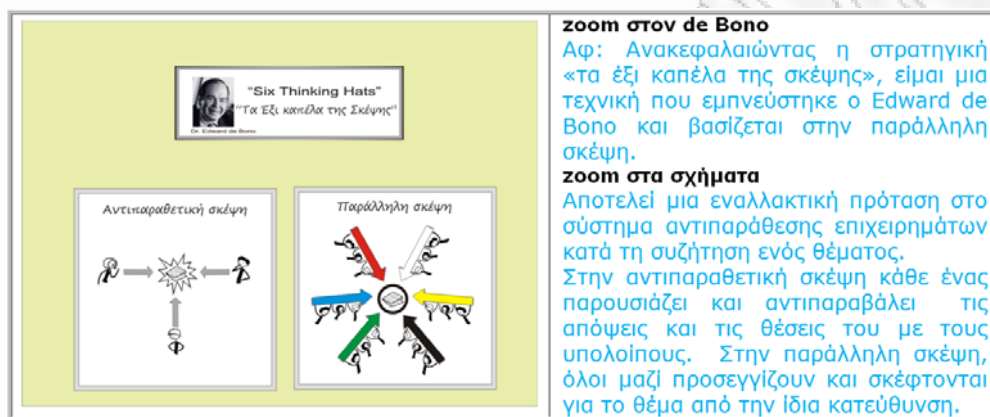 "Six Thinking Hats"
"Τα Έξι καπέλα της Σκέψης"
Dr. Edward de Bono
Αντιπαραθετική σκέψη
Παράλληλη σκέψη
zoom στον de Bono
Αφ: Ανακεφαλαιώντας η στρατηγική
«τα έξι καπέλα της σκέψης», είμαι μια
τεχνική που εμπνεύστηκε ο Edward de
Bono και βασίζεται στην παράλληλη
σκέψη.
zoom στα σχήματα
Αποτελεί μια εναλλακτική πρόταση στο
σύστημα αντιπαράθεσης επιχειρημάτων
κατά τη συζήτηση ενός θέματος.
Στην αντιπαραθετική σκέψη κάθε ένας
παρουσιάζει και αντιπαραβάλει τις
απόψεις και τις θέσεις του με τους
υπολοίπους. Στην παράλληλη σκέψη,
όλοι μαζί προσεγγίζουν και σκέφτονται
για το θέμα από την ίδια κατεύθυνση.